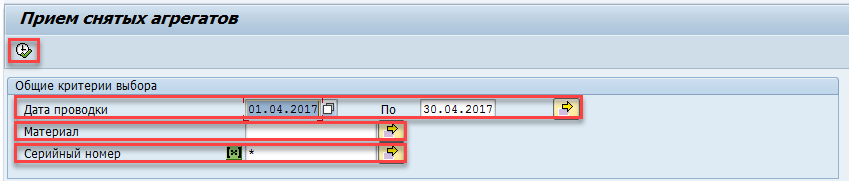 Прием снятых агрегатов
Общие критерии выбора
Дата проводки 01.04.2017 По 30.04.2017
Материал
Серийный номер *